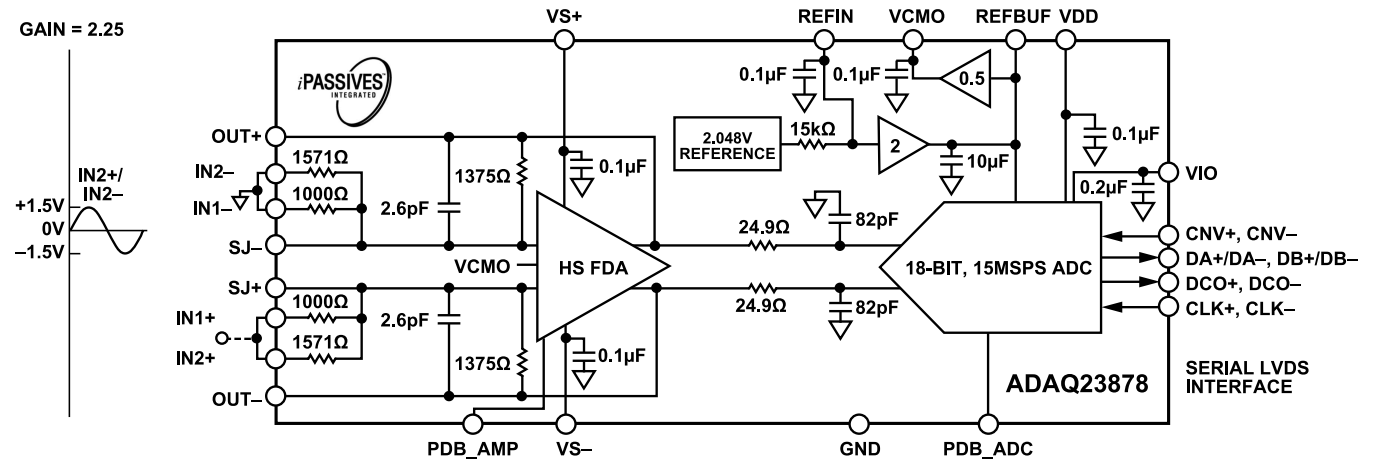 GAIN = 2.25
IN2+/
IN2–
+1.5V
0V
–1.5V
VS+
REFIN
VCMO
REFBUF
VDD
iPASSIVES™
INTEGRATED
0.1µF
0.1µF
0.5
2.048V
REFERENCE
15kΩ
2
10µF
0.1µF
VIO
0.2µF
OUT+
IN2–
1571Ω
IN1–
1000Ω
SJ–
2.6pF
1375Ω
0.1µF
VCMO
HS FDA
24.9Ω
82pF
18-BIT, 15MSPS ADC
CNV+, CNV–
DA+/DA–, DB+/DB–
DCO+, DCO–
CLK+, CLK–
SJ+
IN1+
1000Ω
IN2+
1571Ω
OUT–
2.6pF
1375Ω
0.1µF
24.9Ω
82pF
ADAQ23878
SERIAL LVDS
INTERFACE
PDB_AMP
VS–
GND
PDB_ADC